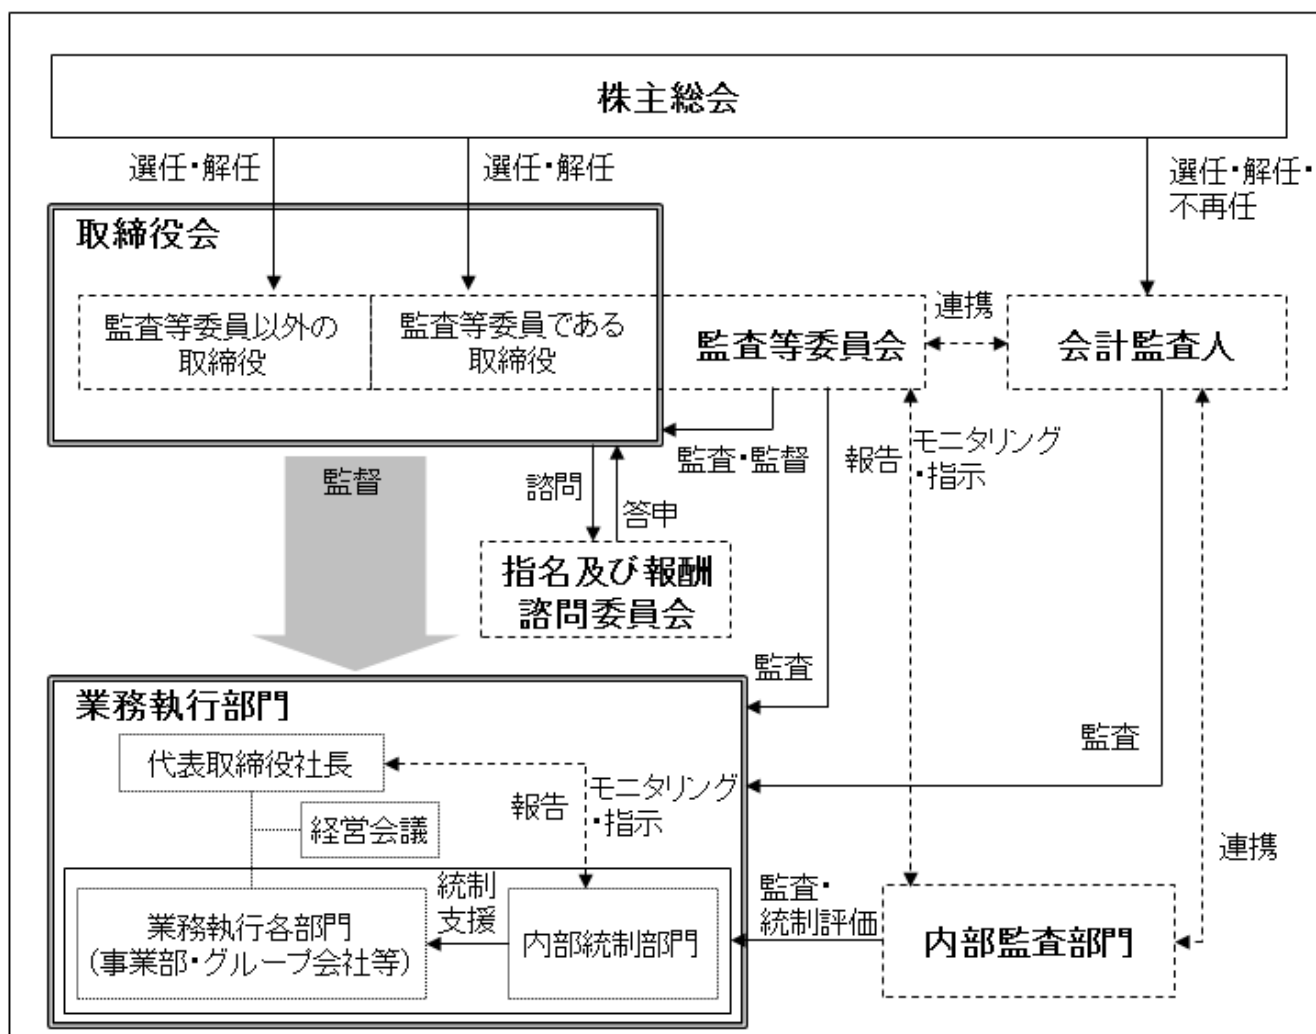 株主総会
選任・解任
選任・解任
選任・解任・
不再任
取締役会
監査等委員以外の
取締役
監査等委員である
取締役
監査等委員会
連携
会計監査人
監査・監督
報告
モニタリング
・指示
監督
諮問
答申
指名及び報酬
諮問委員会
監査
監査
業務執行部門
代表取締役社長
経営会議
報告
モニタリング
・指示
連携
業務執行各部門
（事業部・グループ会社等）
統制
支援
内部統制部門
監査・
統制評価
内部監査部門